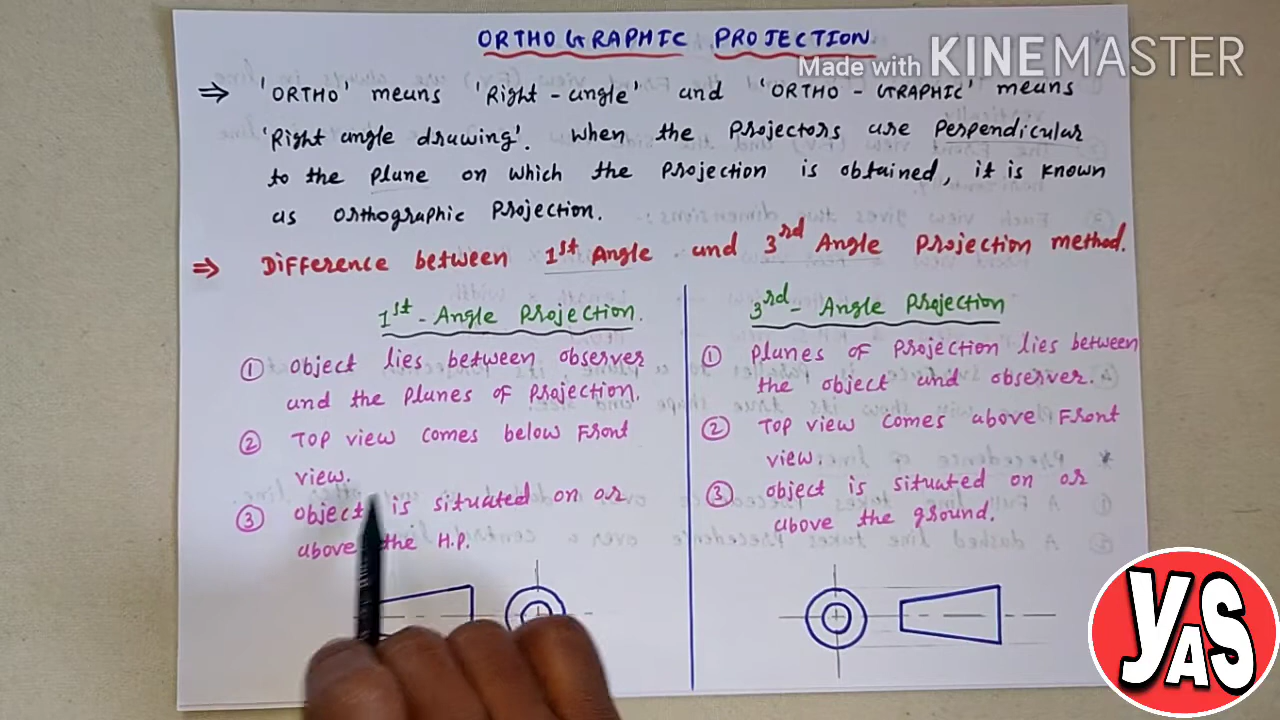 ORTHOGRAPHIC PROJECTION.
Made with KINEMASTER
⇒ 'ORTHO' means 'Right-angle' and 'ORTHO-GRAPHIC' means
'Right angle drawing'. When the projectors are perpendicular
to the plane on which the projection is obtained, it is known
as orthographic projection.
⇒ Difference between 1st Angle and 3rd Angle projection method.
1st-Angle projection.
① object lies between observer
and the planes of projection.
② Top view comes below Front
view.
③ object is situated on or
above the H.P.
3rd-Angle projection
① planes of projection lies between
the object and observer.
② Top view comes above Front
view.
③ object is situated on or
above the ground.
YAS